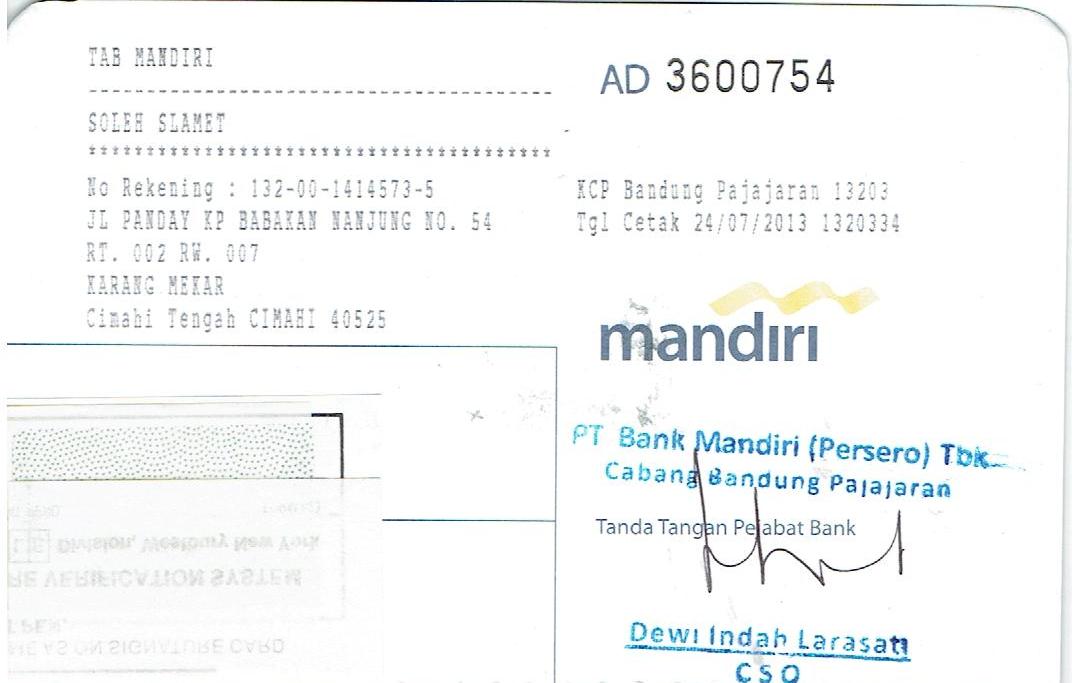 TAB MANDIRI
----------------------------------------
SOLEH SLAMET
****************************************
No Rekening : 132-00-1414573-5
JL PANDAY KP BABAKAN NANJUNG NO. 54
RT. 002 RW. 007
KARANG MEKAR
Cimahi Tengah CIMAHI 40525
AD 3600754
KCP Bandung Pajajaran 13203
Tgl Cetak 24/07/2013 1320334
mandiri
PT Bank Mandiri (Persero) Tbk
Cabang Bandung Pajajaran
Tanda Tangan Pejabat Bank
Dewi Indah Larasati
CSO
Division, Westbury New York
RE VERIFICATION SYSTEM
T PEN.
ME AS ON SIGNATURE CARD